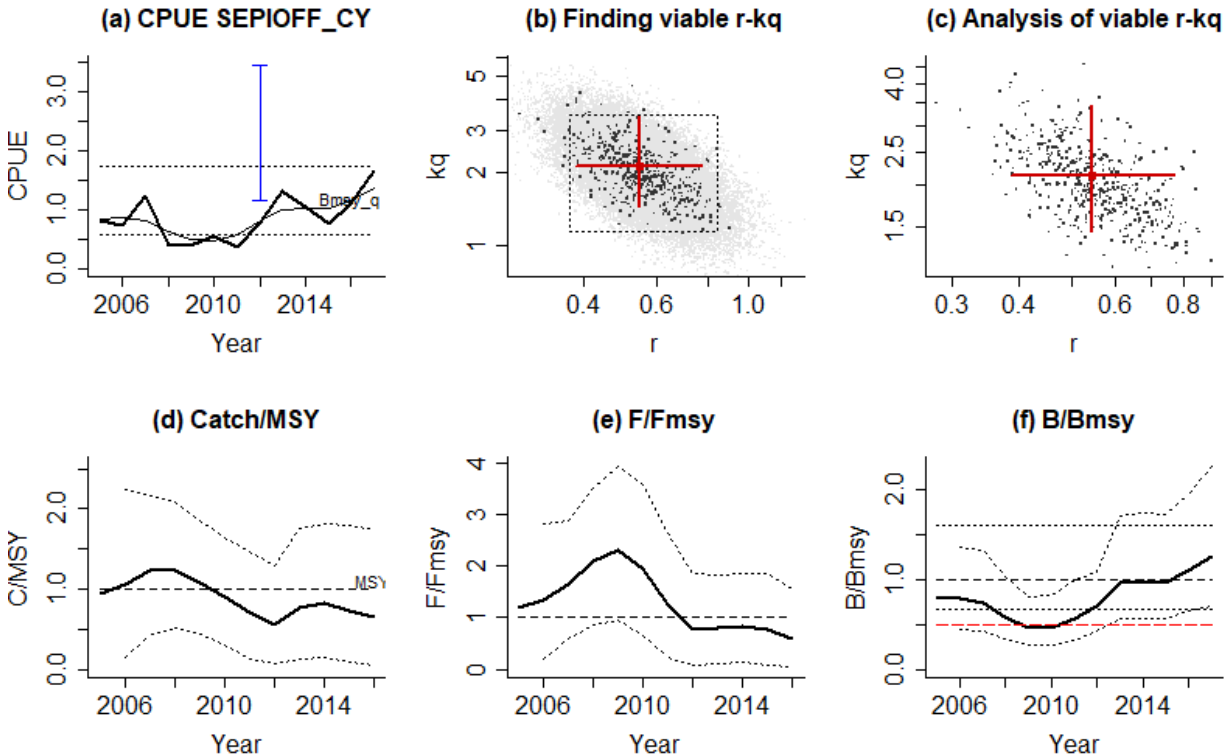 (a) CPUE SEPIOFF_CY
(b) Finding viable r-kq
(c) Analysis of viable r-kq
CPUE
0.0 1.0 2.0 3.0
Bmsy_q
2006 2010 2014
Year
kq
1 2 3 5
0.4 0.6 1.0
r
kq
1.5 2.5 4.0
0.3 0.4 0.6 0.8
r
(d) Catch/MSY
(e) F/Fmsy
(f) B/Bmsy
C/MSY
0.0 1.0 2.0
MSY
2006 2010 2014
Year
F/Fmsy
0 1 2 3 4
2006 2010 2014
Year
B/Bmsy
0.0 1.0 2.0
2006 2010 2014
Year